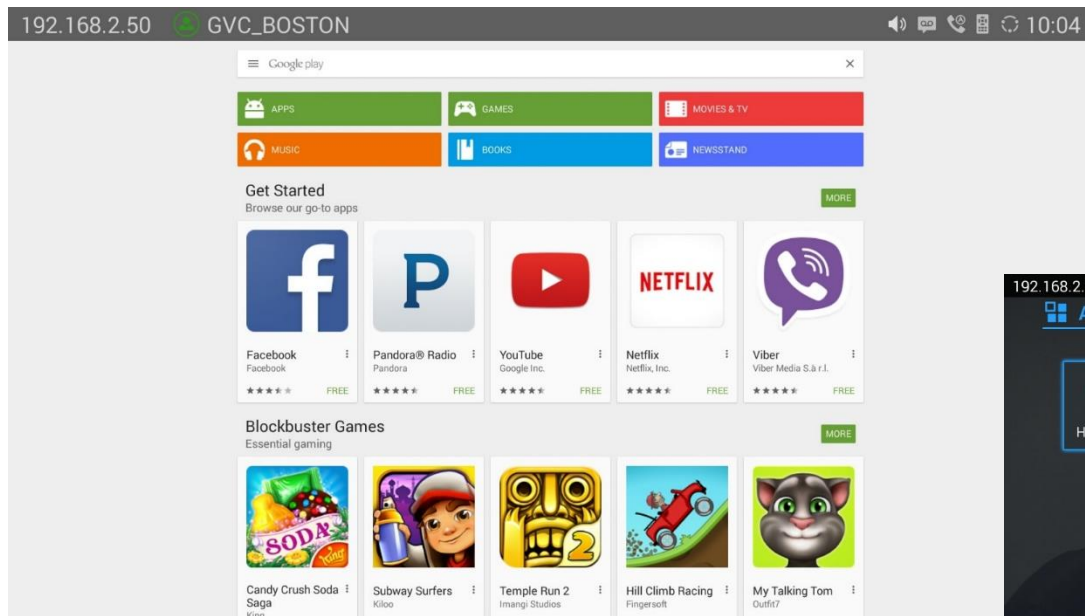 192.168.2.50 GVC_BOSTON 10:04
Google play
APPS GAMES MOVIES & TV
MUSIC BOOKS NEWSSTAND
Get Started MORE
Browse our go-to apps
f P NETFLIX
Facebook Pandora® Radio YouTube Netflix Viber
Facebook Pandora Google Inc. Netflix, Inc. Viber Media S.à r.l.
FREE FREE FREE FREE FREE
Blockbuster Games MORE
Essential gaming
SODA King 2
Candy Crush Soda Subway Surfers Temple Run 2 Hill Climb Racing My Talking Tom
Saga Kiloo Imangi Studios Fingersoft Outfit7
King
192.168.2.
A
H